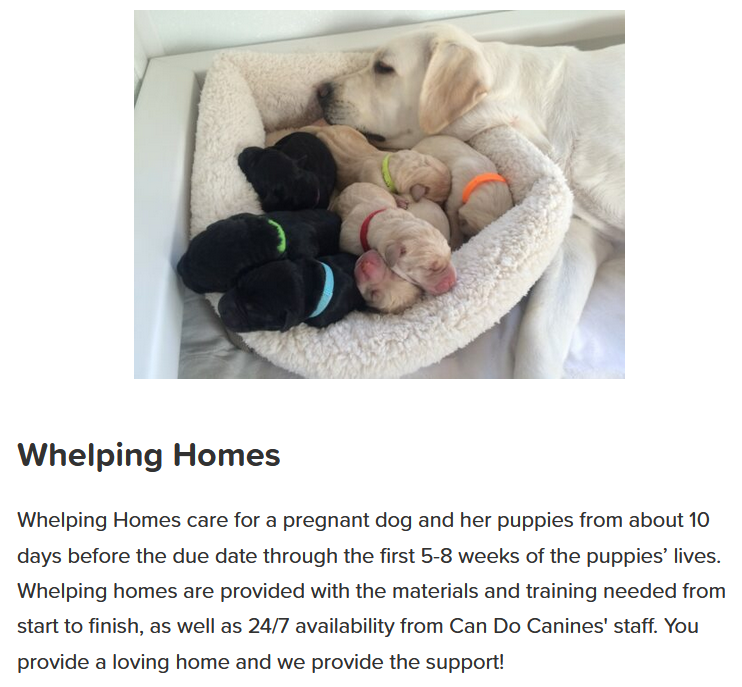 Whelping Homes
Whelping Homes care for a pregnant dog and her puppies from about 10
days before the due date through the first 5-8 weeks of the puppies’ lives.
Whelping homes are provided with the materials and training needed from
start to finish, as well as 24/7 availability from Can Do Canines' staff. You
provide a loving home and we provide the support!